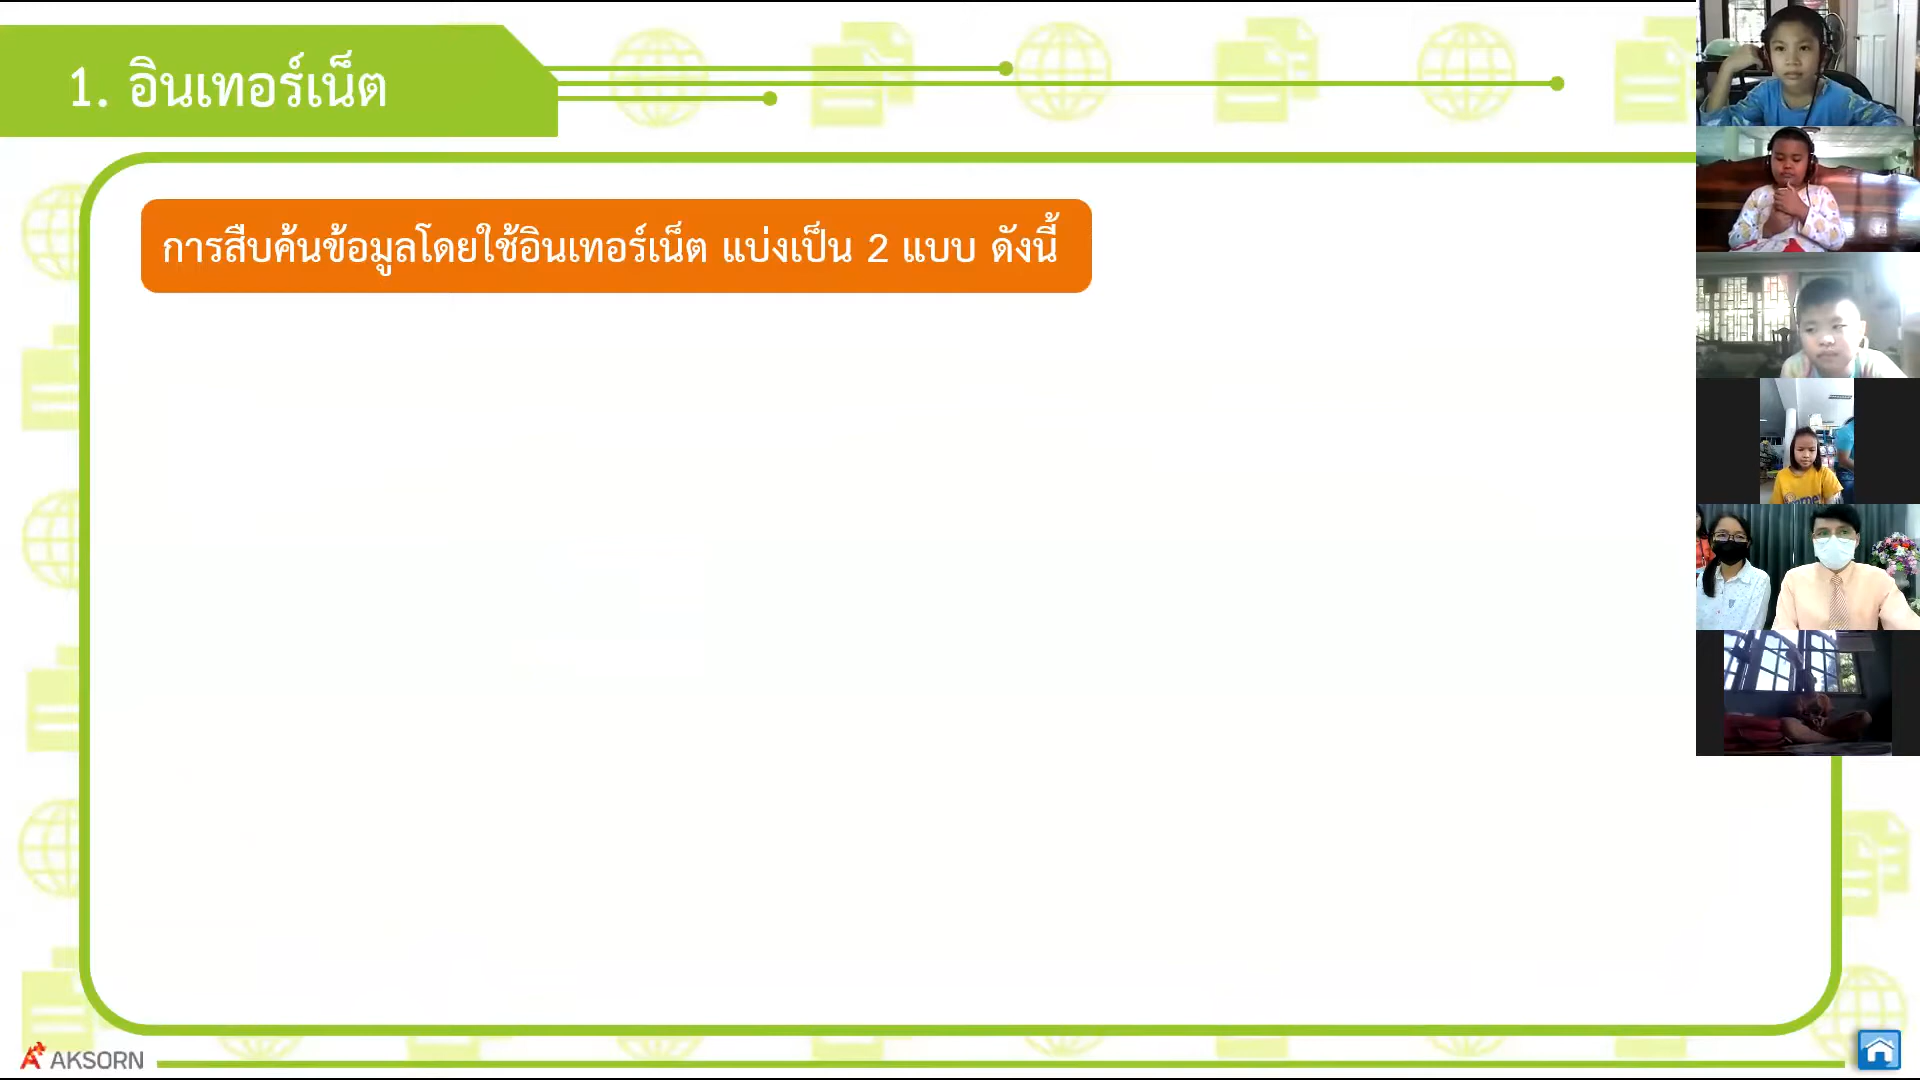 1. อินเทอร์เน็ต
การสืบค้นข้อมูลโดยใช้อินเทอร์เน็ต แบ่งเป็น 2 แบบ ดังนี้
AKSORN